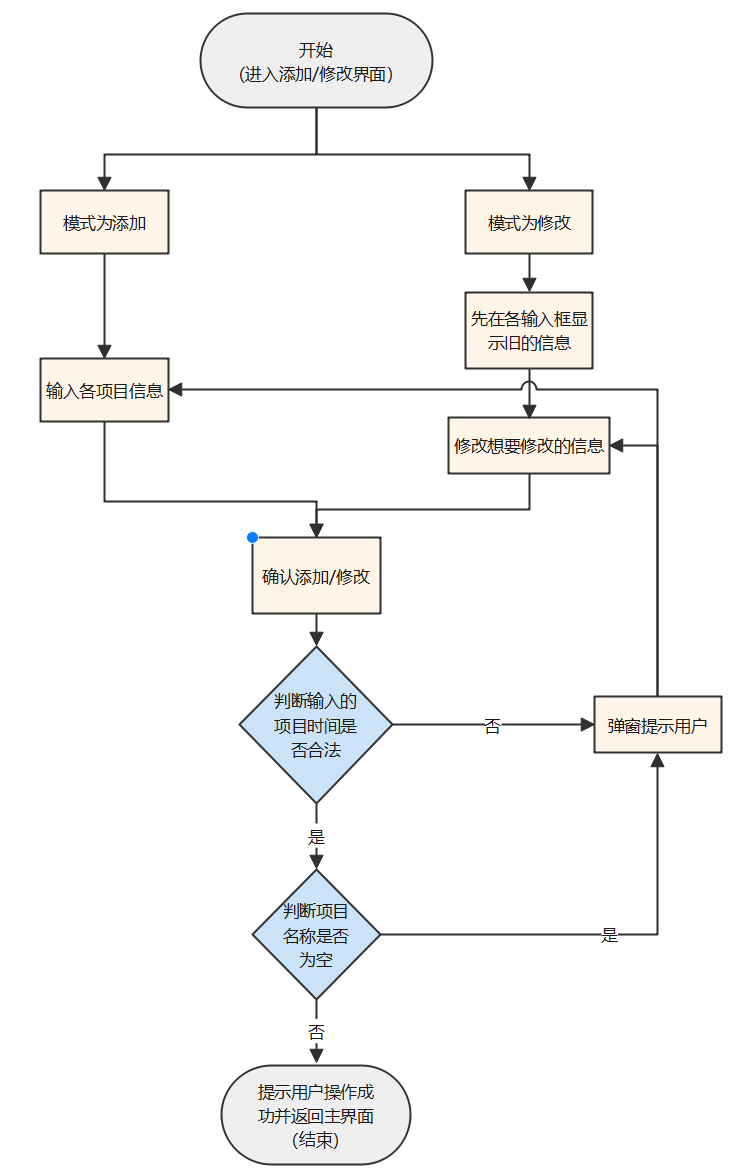 开始
（进入添加/修改界面）
模式为添加
模式为修改
先在各输入框显
示旧的信息
输入各项目信息
修改想要修改的信息
确认添加/修改
判断输入的
项目时间是
否合法
否
弹窗提示用户
是
判断项目
名称是否
为空
是
否
提示用户操作成
功并返回主界面
（结束）